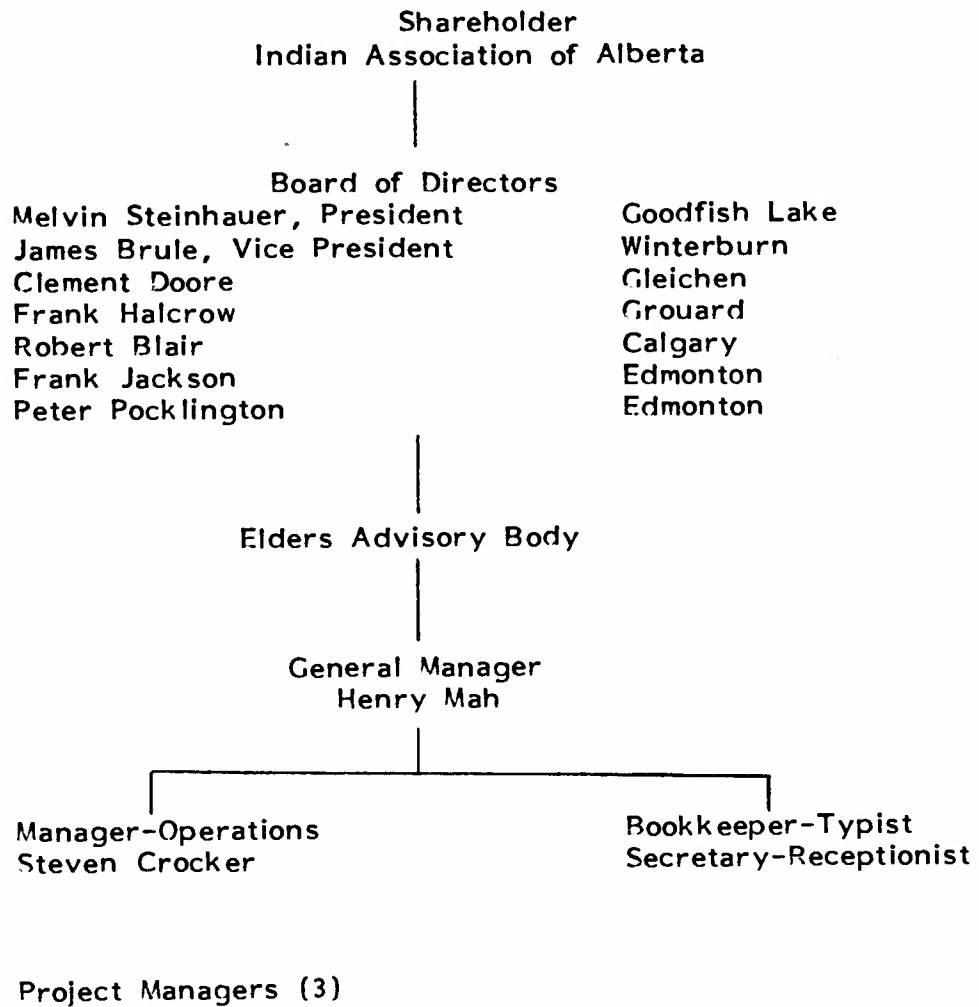 Shareholder
Indian Association of Alberta
Board of Directors
Melvin Steinhauer, President Goodfish Lake
James Brule, Vice President Winterburn
Clement Doore Gleichen
Frank Halcrow Grouard
Robert Blair Calgary
Frank Jackson Edmonton
Peter Pocklington Edmonton
Elders Advisory Body
General Manager
Henry Mah
Manager-Operations Bookkeeper-Typist
Steven Crocker Secretary-Receptionist
Project Managers (3)